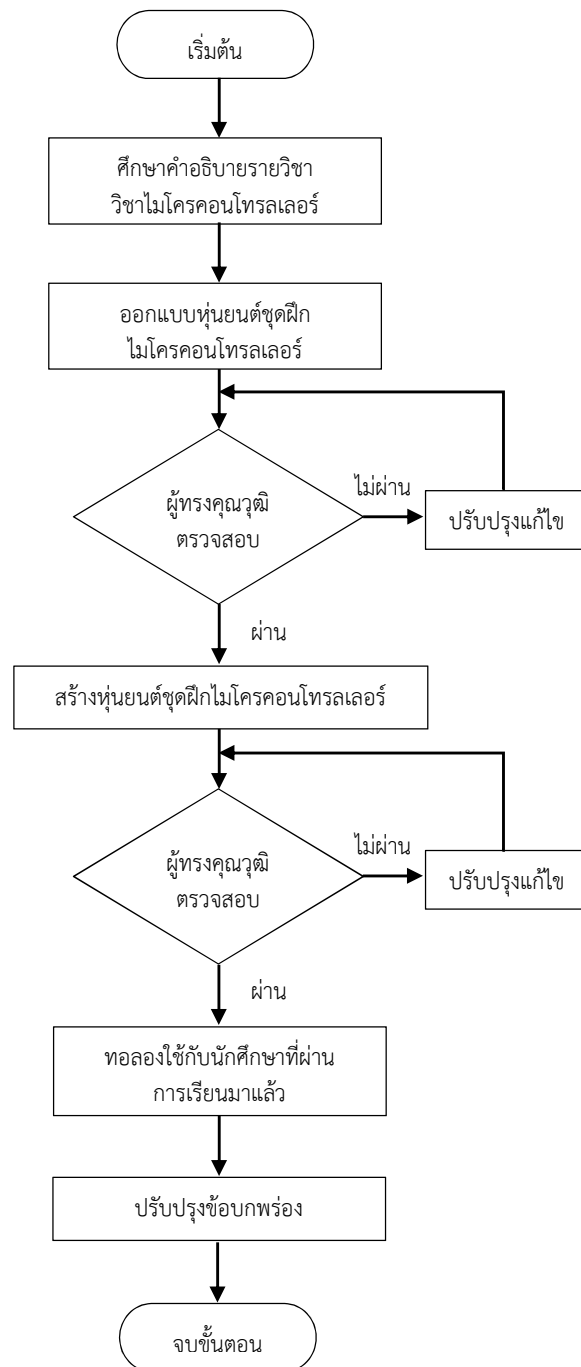 เริ่มต้น
ศึกษาคำอธิบายรายวิชา
วิชาไมโครคอนโทรลเลอร์
ออกแบบหุ่นยนต์ชุดฝึก
ไมโครคอนโทรลเลอร์
ผู้ทรงคุณวุฒิ
ตรวจสอบ
ไม่ผ่าน
ปรับปรุงแก้ไข
ผ่าน
สร้างหุ่นยนต์ชุดฝึกไมโครคอนโทรลเลอร์
ผู้ทรงคุณวุฒิ
ตรวจสอบ
ไม่ผ่าน
ปรับปรุงแก้ไข
ผ่าน
ทอลองใช้กับนักศึกษาที่ผ่าน
การเรียนมาแล้ว
ปรับปรุงข้อบกพร่อง
จบขั้นตอน